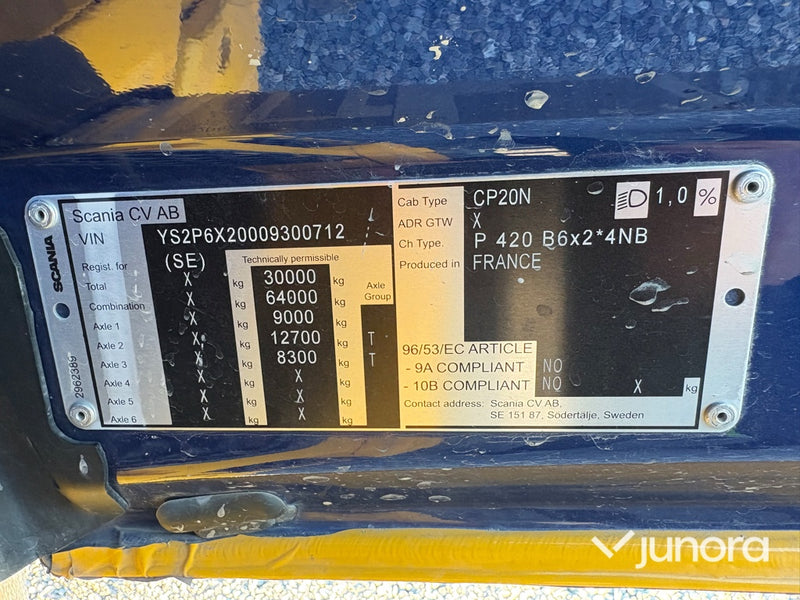 SCANIA
2962389
Scania CV AB
VIN YS2P6X20009300712
(SE) Technically permissible
Regist. for X kg 30000 kg Axle Group
Total X kg 64000 kg
Combination X kg 9000 kg
Axle 1 X kg 12700 kg T
Axle 2 X kg 8300 kg T
Axle 3 X kg X kg
Axle 4 X kg X kg
Axle 5 X kg X kg
Axle 6
Cab Type CP20N 1,0 %
ADR GTW X
Ch Type. P 420 B6x2*4NB
Produced in FRANCE
96/53/EC ARTICLE
- 9A COMPLIANT NO
- 10B COMPLIANT NO X kg
Contact address: Scania CV AB,
SE 151 87, Södertälje, Sweden
junora